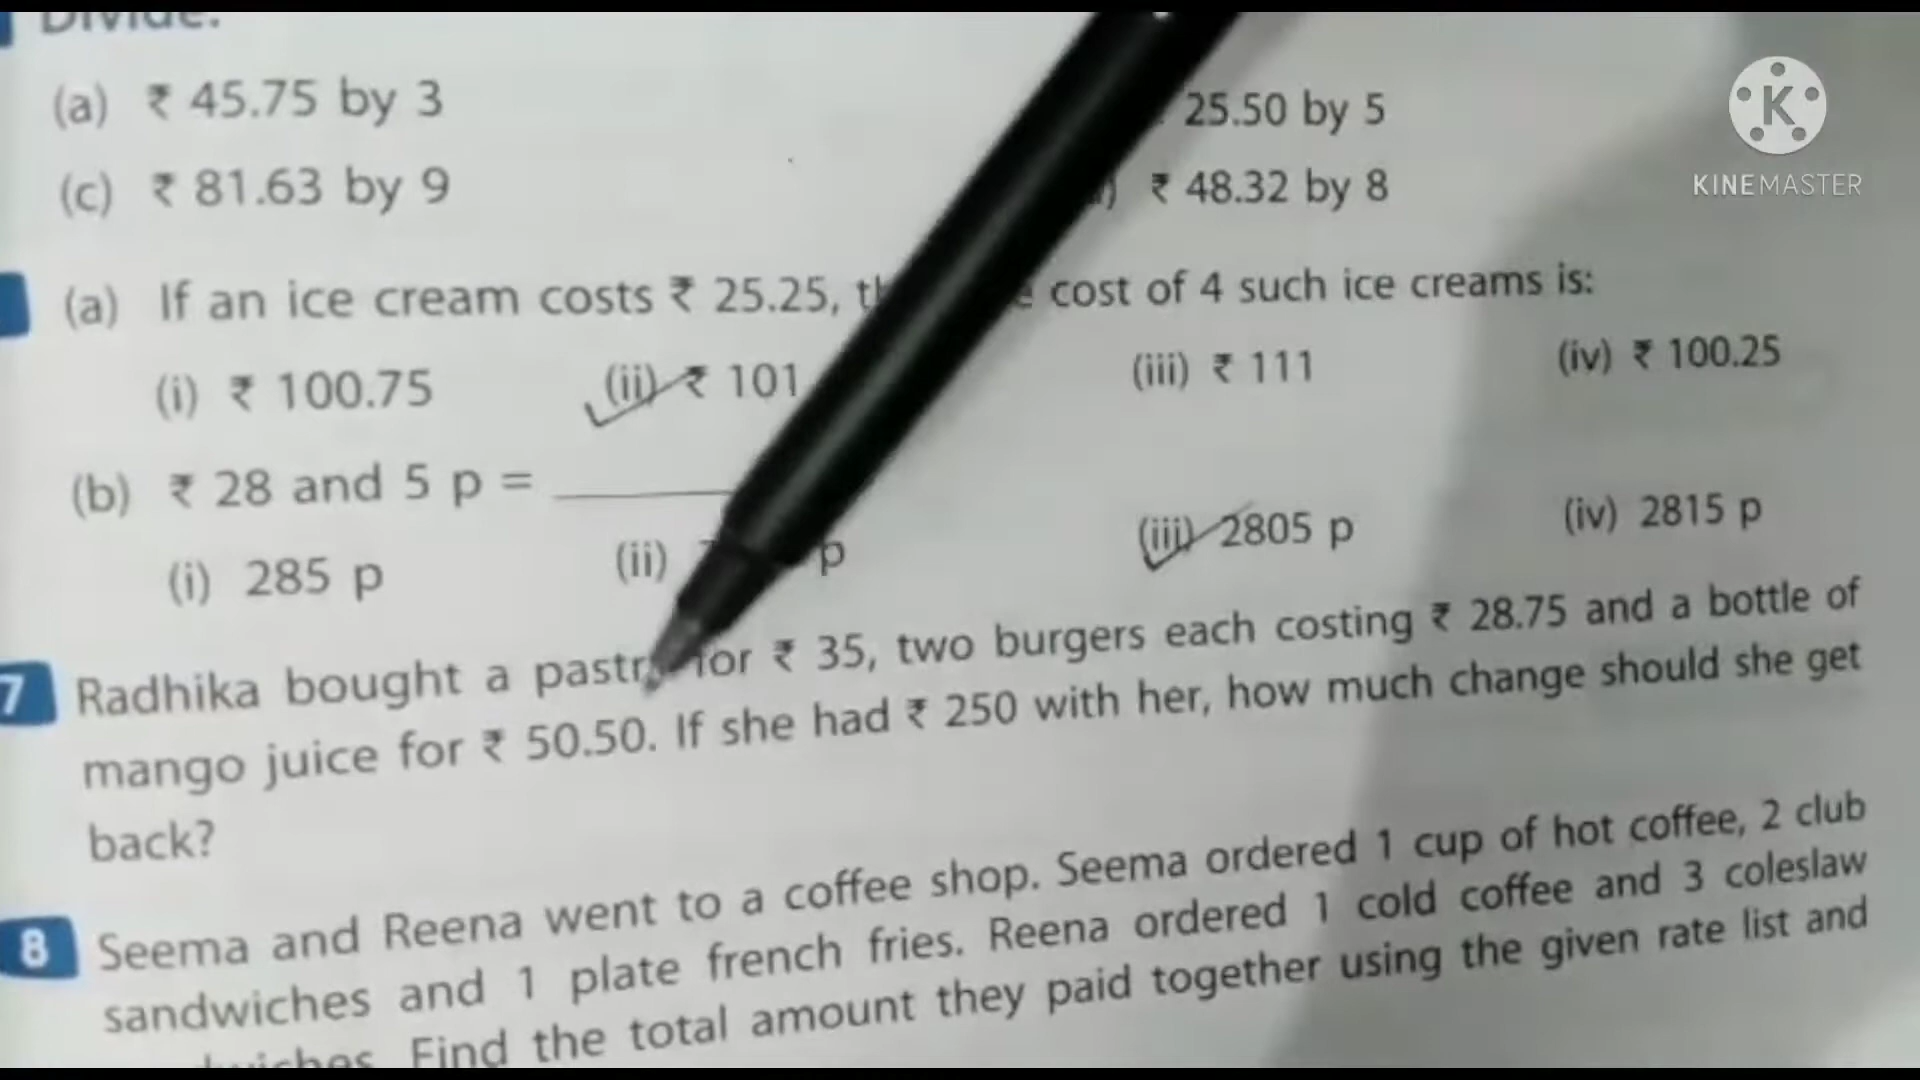 Divide.
(a) ₹ 45.75 by 3
25.50 by 5
(c) ₹ 81.63 by 9
) ₹ 48.32 by 8
(a) If an ice cream costs ₹ 25.25, cost of 4 such ice creams is:
(i) ₹ 100.75 (ii) ₹ 101 (iii) ₹ 111 (iv) ₹ 100.25
(b) ₹ 28 and 5 p =
(i) 285 p (ii) p (iii) 2805 p (iv) 2815 p
7 Radhika bought a for ₹ 35, two burgers each costing ₹ 28.75 and a bottle of
mango juice for ₹ 50.50. If she had ₹ 250 with her, how much change should she get
back?
8 Seema and Reena went to a coffee shop. Seema ordered 1 cup of hot coffee, 2 club
sandwiches and 1 plate french fries. Reena ordered 1 cold coffee and 3 coleslaw
Find the total amount they paid together using the given rate list and
K
KINEMASTER